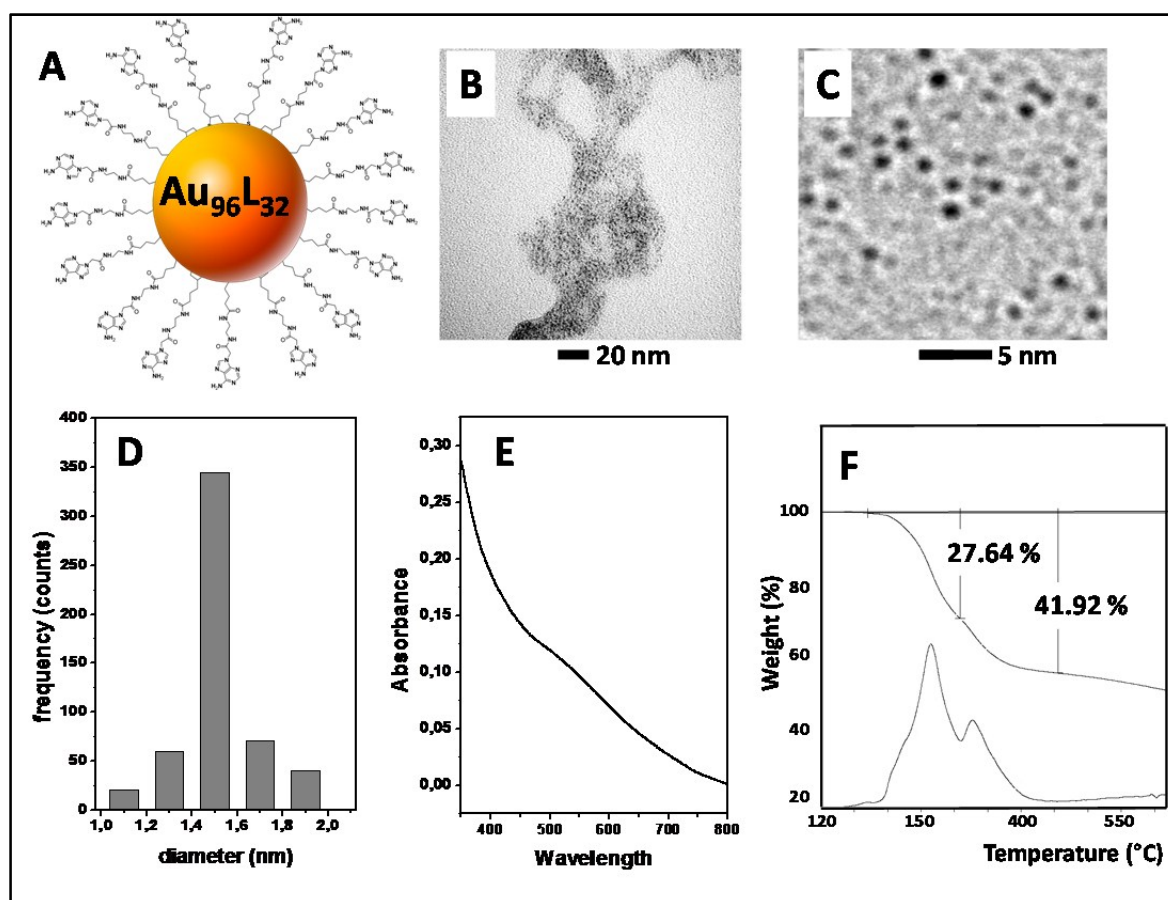 A
Au96L32
B
20 nm
C
5 nm
D
frequency (counts)
400
350
300
250
200
150
100
50
0
1,0 1,2 1,4 1,6 1,8 2,0
diameter (nm)
E
Absorbance
0,30
0,25
0,20
0,15
0,10
0,05
0,00
400 500 600 700 800
Wavelength
F
Weight (%)
100
80
60
40
20
27.64 %
41.92 %
120 150 400 550
Temperature (°C)